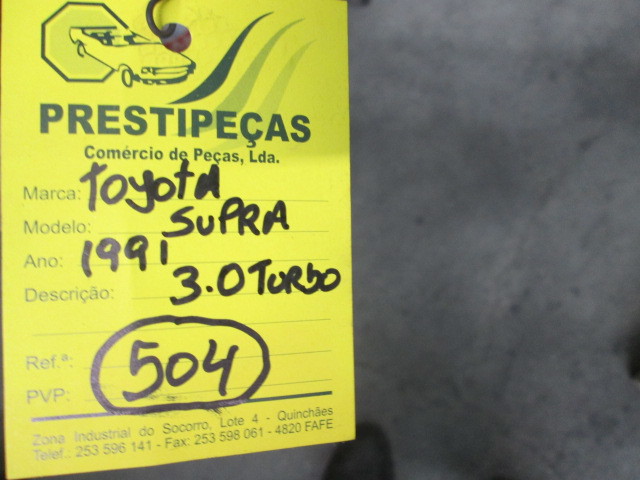 PRESTIPEÇAS
Comércio de Peças, Lda.
Marca: Toyota
Modelo: SUPRA
Ano: 1991
Descrição: 3.0 TURBO
Ref.ª: 504
PVP:
Zona Industrial do Socorro, Lote 4 - Quinchães
Telef.: 253 596 141 - Fax: 253 598 061 - 4820 FAFE